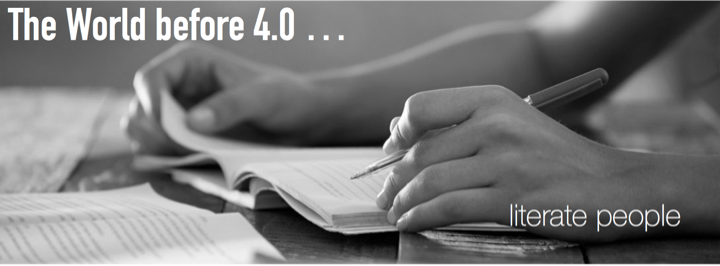 The World before 4.0 ...
literate people